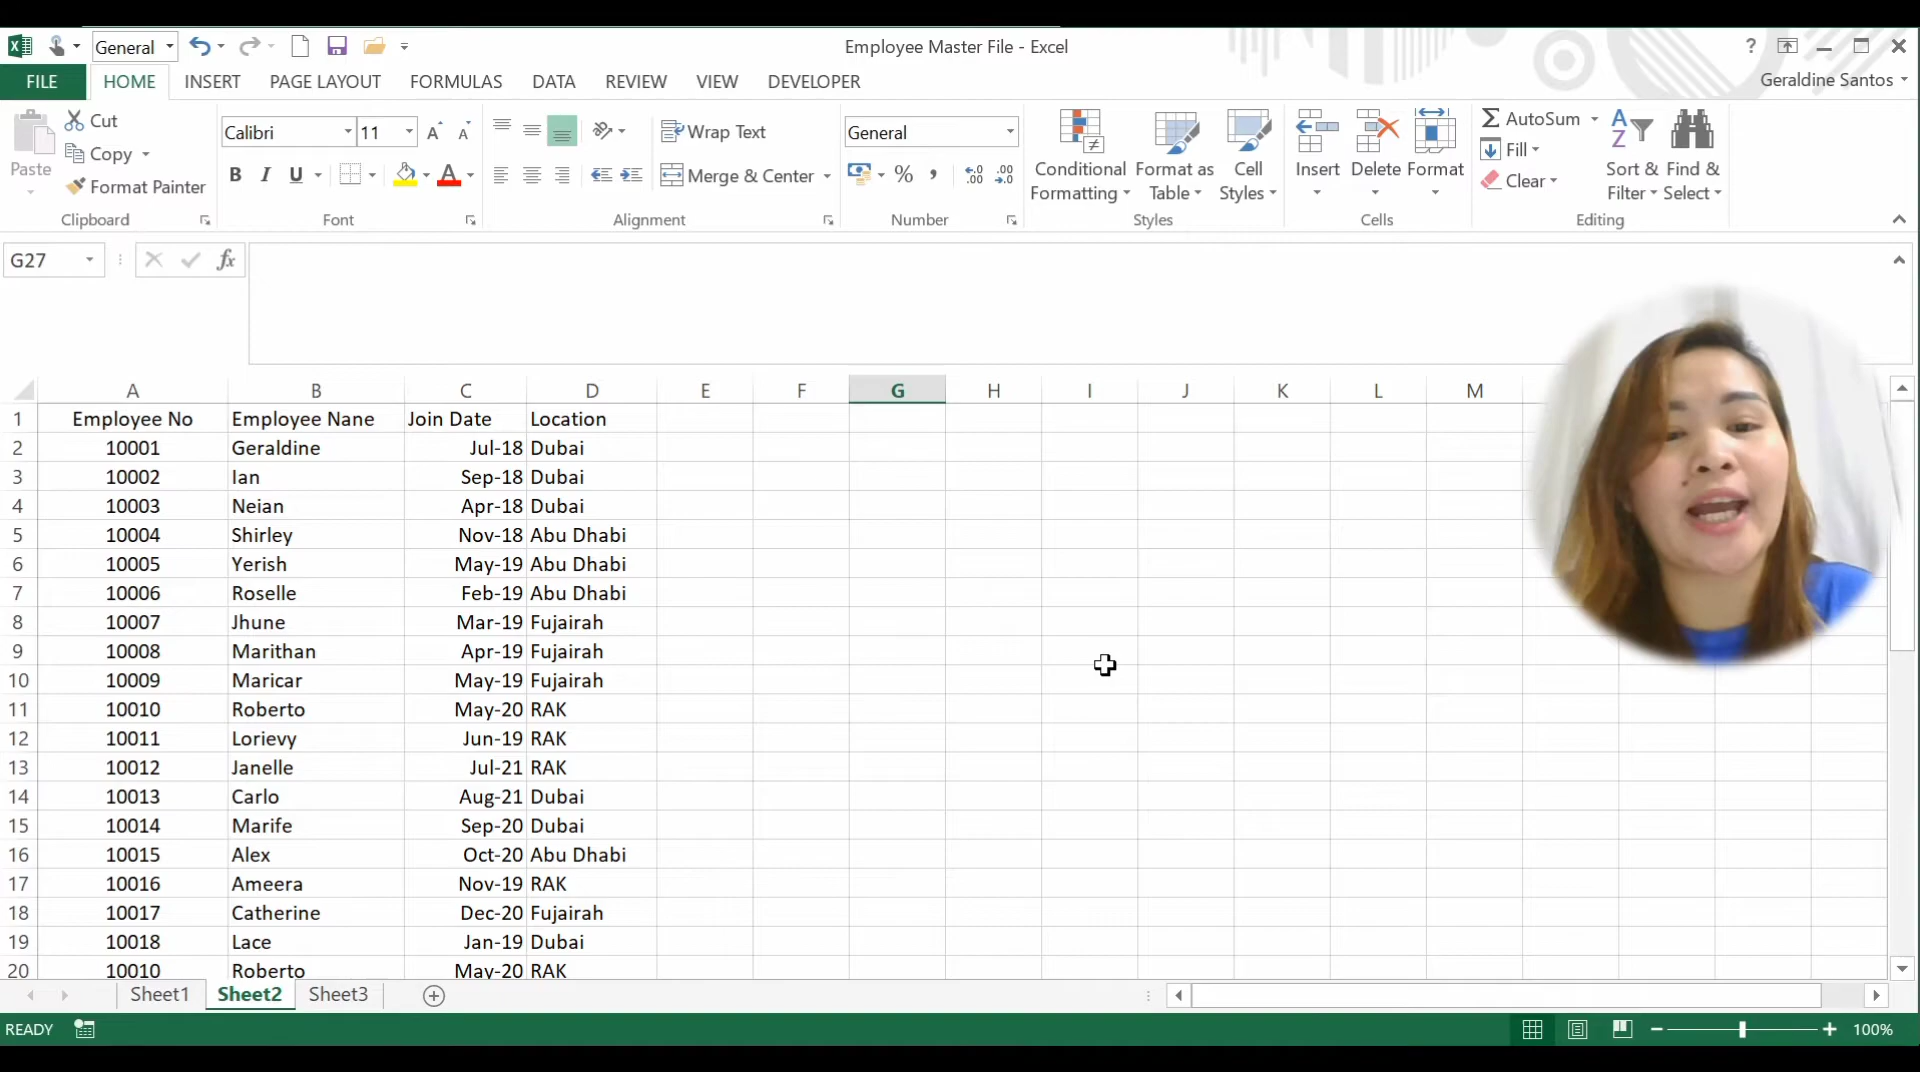 General
Employee Master File - Excel
?
FILE HOME INSERT PAGE LAYOUT FORMULAS DATA REVIEW VIEW DEVELOPER
Geraldine Santos
Paste
Cut
Copy
Format Painter
Clipboard
Calibri 11 A A
B I U A
Font
Wrap Text
Merge & Center
Alignment
General
% ,
Number
Conditional Formatting
Format as Table
Cell Styles
Styles
Insert
Delete
Format
Cells
AutoSum
Fill
Clear
Sort & Filter
Find & Select
Editing
G27
fx
A B C D E F G H I J K L M
1 Employee No Employee Nane Join Date Location
2 10001 Geraldine Jul-18 Dubai
3 10002 Ian Sep-18 Dubai
4 10003 Neian Apr-18 Dubai
5 10004 Shirley Nov-18 Abu Dhabi
6 10005 Yerish May-19 Abu Dhabi
7 10006 Roselle Feb-19 Abu Dhabi
8 10007 Jhune Mar-19 Fujairah
9 10008 Marithan Apr-19 Fujairah
10 10009 Maricar May-19 Fujairah
11 10010 Roberto May-20 RAK
12 10011 Lorievy Jun-19 RAK
13 10012 Janelle Jul-21 RAK
14 10013 Carlo Aug-21 Dubai
15 10014 Marife Sep-20 Dubai
16 10015 Alex Oct-20 Abu Dhabi
17 10016 Ameera Nov-19 RAK
18 10017 Catherine Dec-20 Fujairah
19 10018 Lace Jan-19 Dubai
20 10010 Roberto May-20 RAK
Sheet1 Sheet2 Sheet3
READY
100%